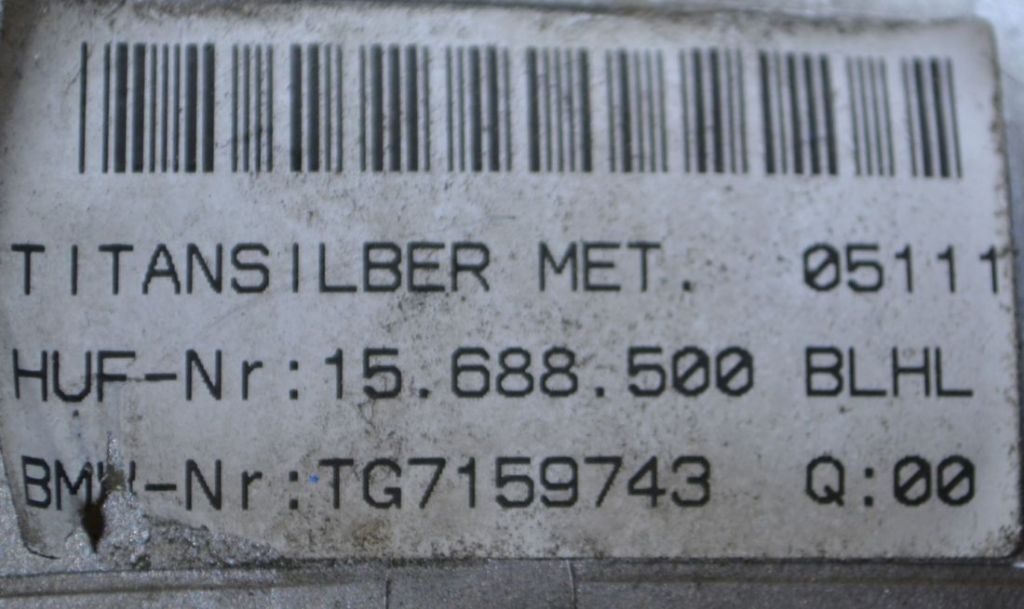 TITANSILBER MET. 05111
HUF-Nr:15.688.500 BLHL
BMW-Nr:TG7159743 Q:00